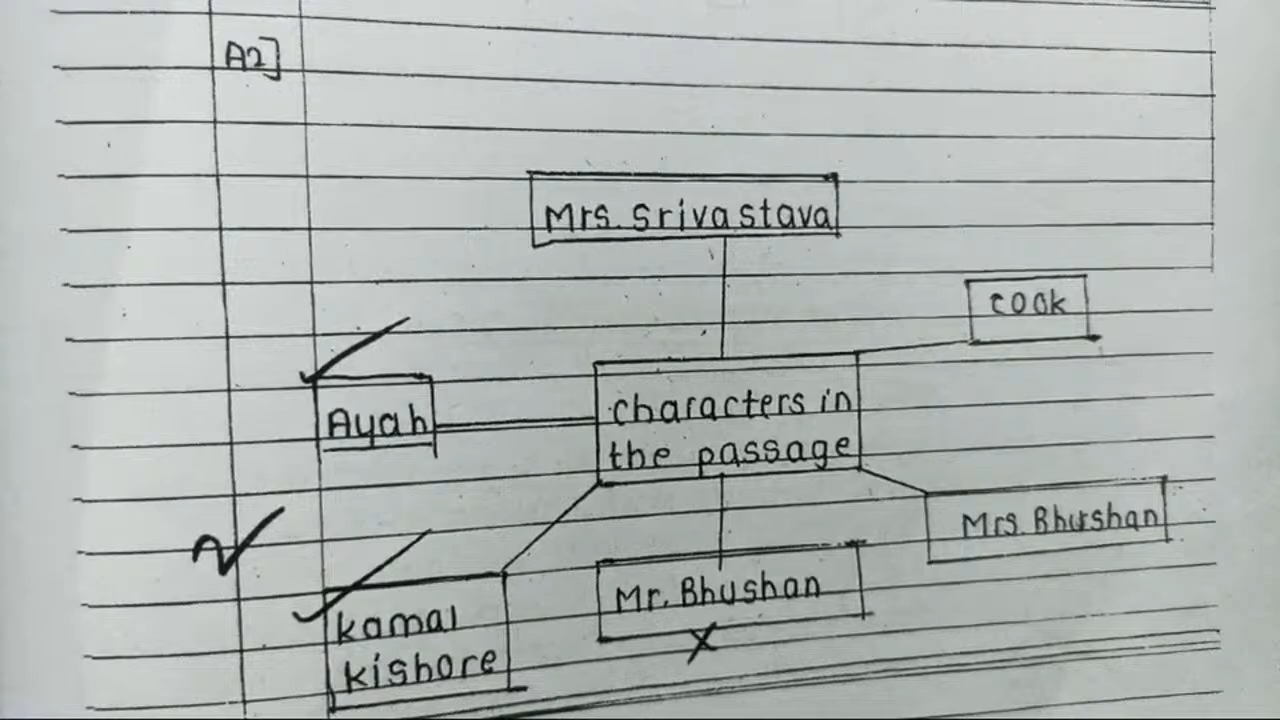 A2]
Mrs. Srivastava
cook
Ayah
characters in
the passage
Mrs. Bhushan
Mr. Bhushan
kamal
kishore